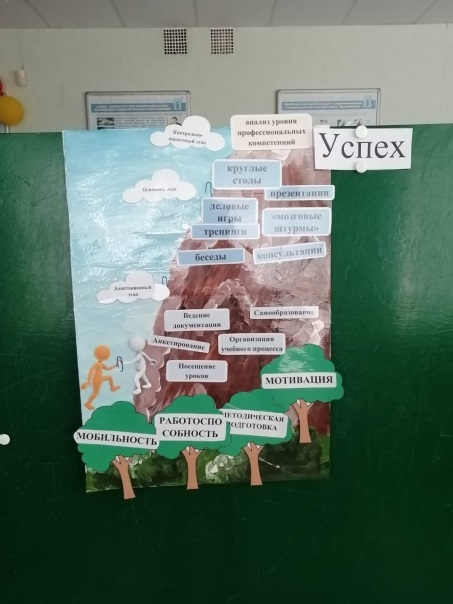 Контрольно-
оценочный этап
анализ уровня
профессиональных
компетенций
Успех
круглые
столы
Основной этап
презентации
деловые
игры
«мозговые
штурмы»
тренинги
беседы
консультации
Адаптационный
этап
Ведение
документации
Самообразование
Анкетирование
Организация
учебного процесса
Посещение
уроков
МОТИВАЦИЯ
МОБИЛЬНОСТЬ
РАБОТОСПО
СОБНОСТЬ
МЕТОДИЧЕСКАЯ
ПОДГОТОВКА